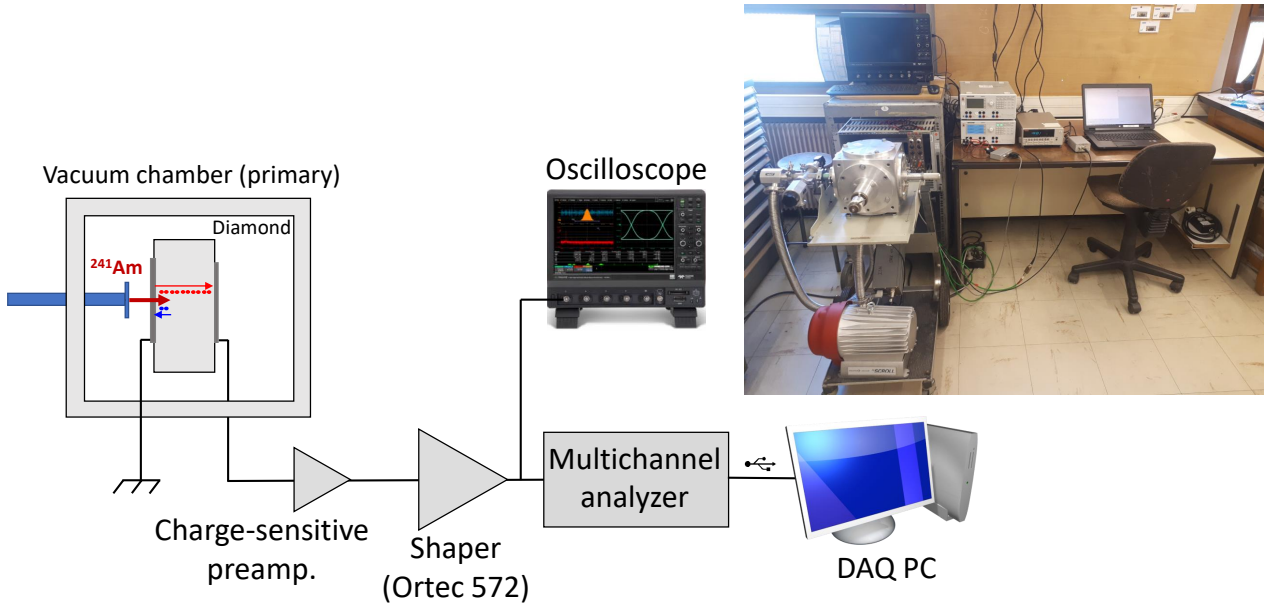 Vacuum chamber (primary)
Diamond
241Am
Oscilloscope
Charge-sensitive
preamp.
Shaper
(Ortec 572)
Multichannel
analyzer
DAQ PC